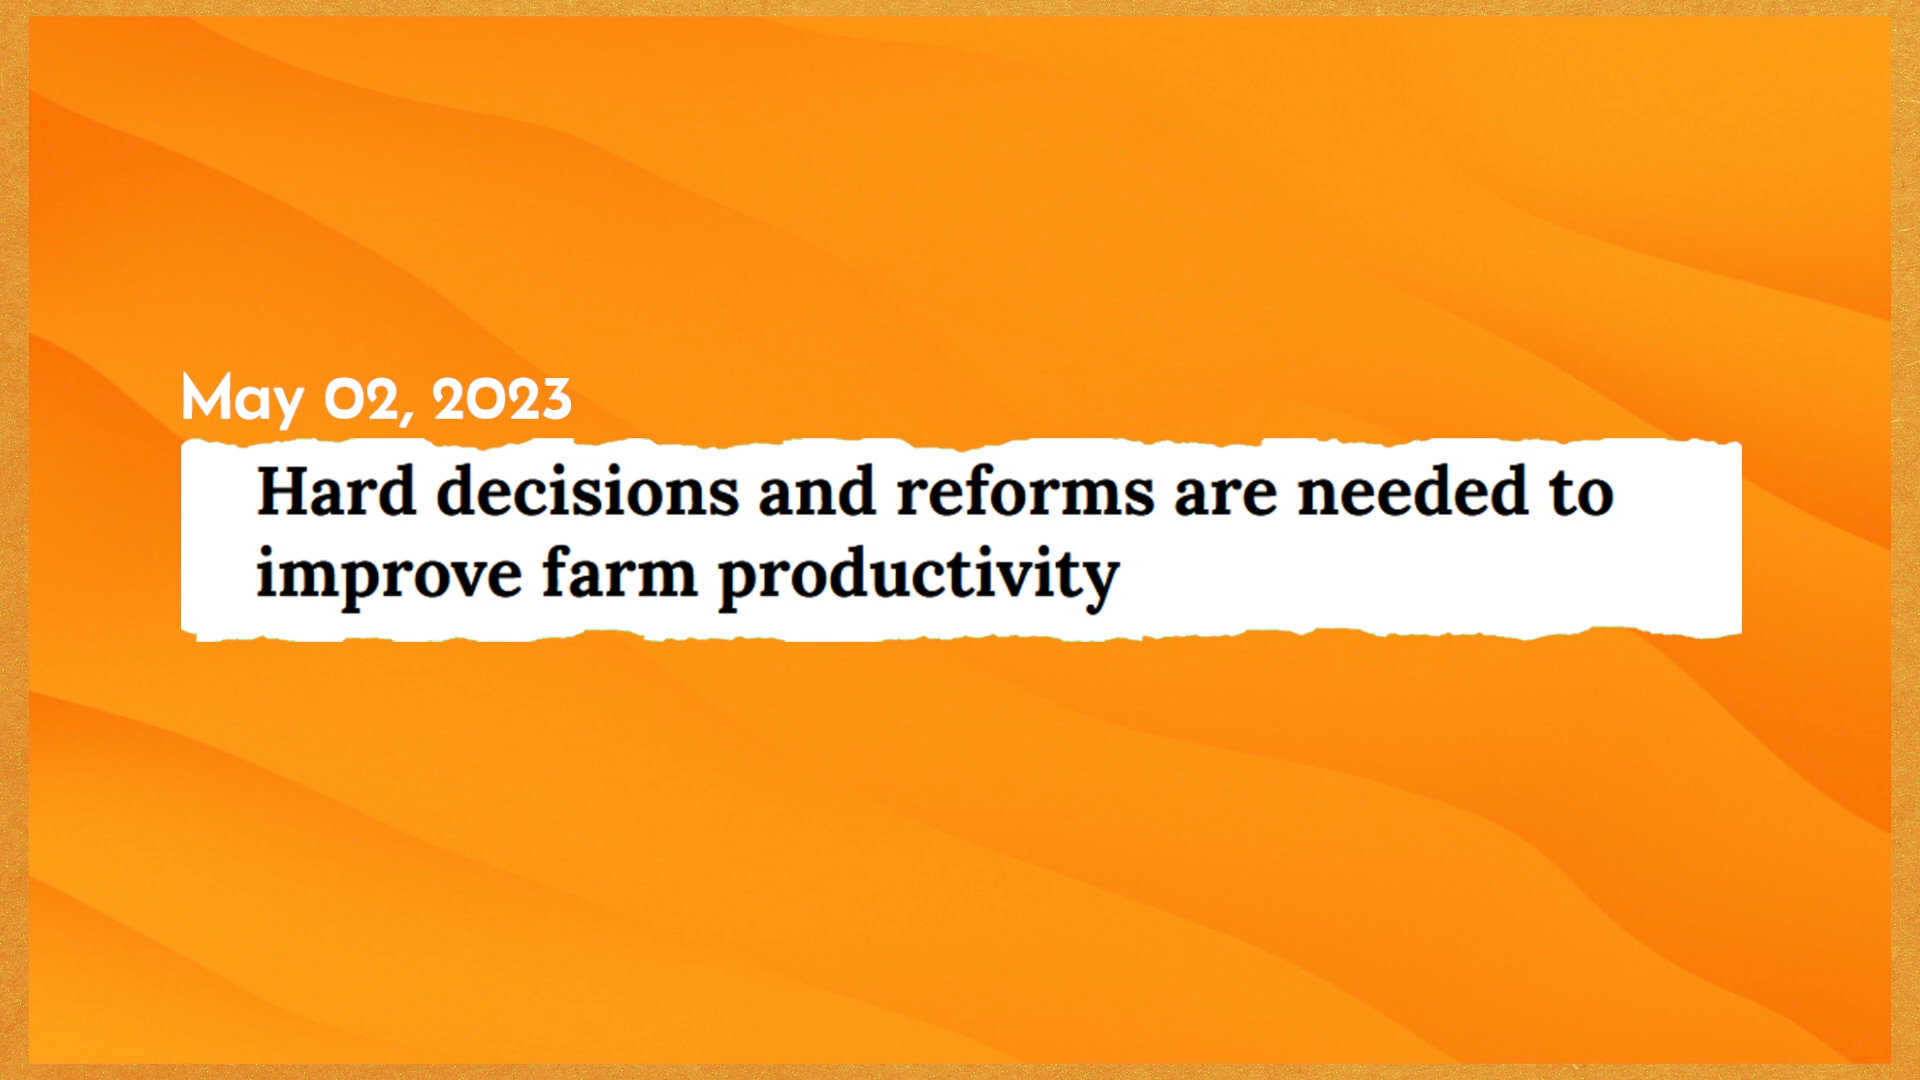 May 02, 2023
Hard decisions and reforms are needed to
improve farm productivity